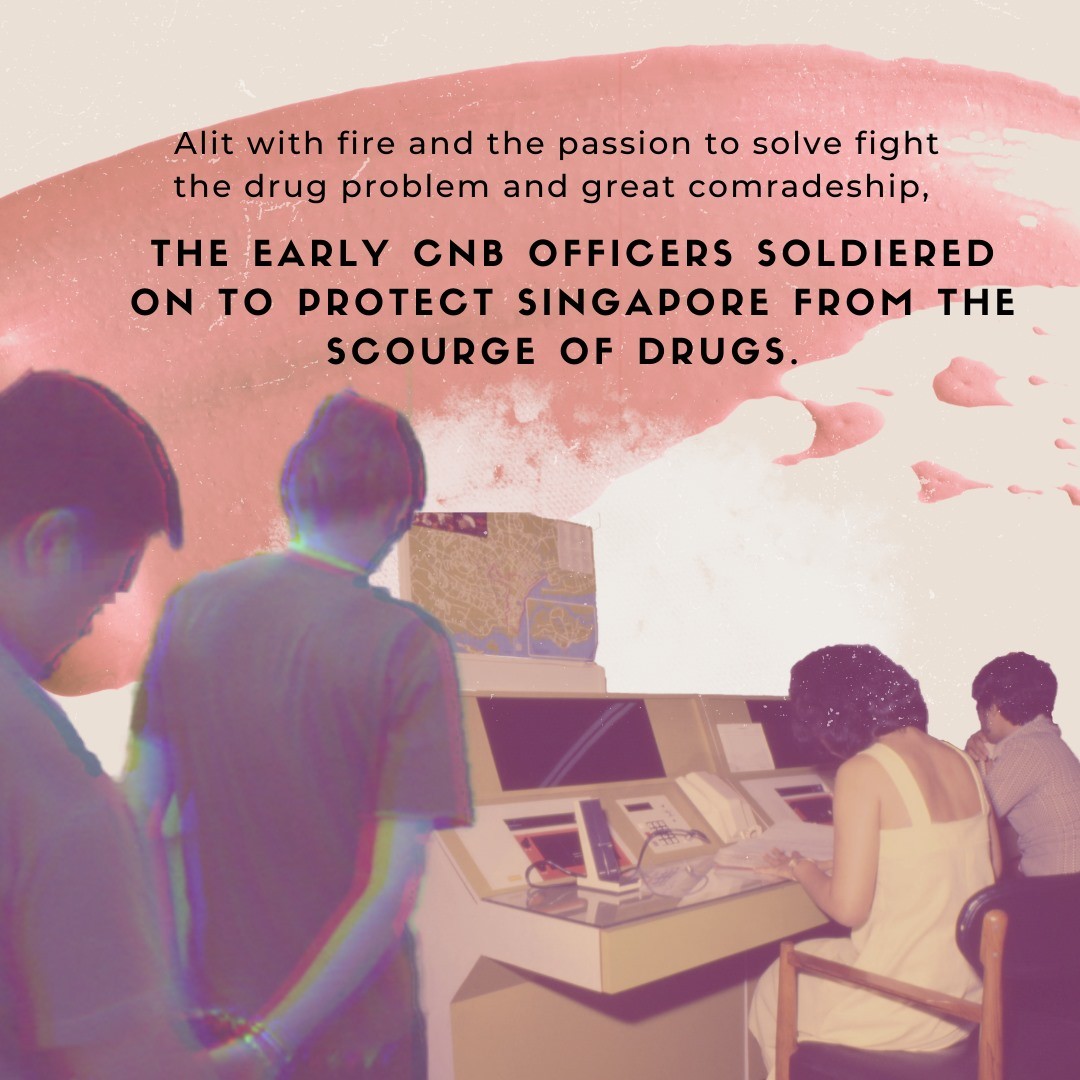 Alit with fire and the passion to solve fight
the drug problem and great comradeship,
THE EARLY CNB OFFICERS SOLDIERED
ON TO PROTECT SINGAPORE FROM THE
SCOURGE OF DRUGS.